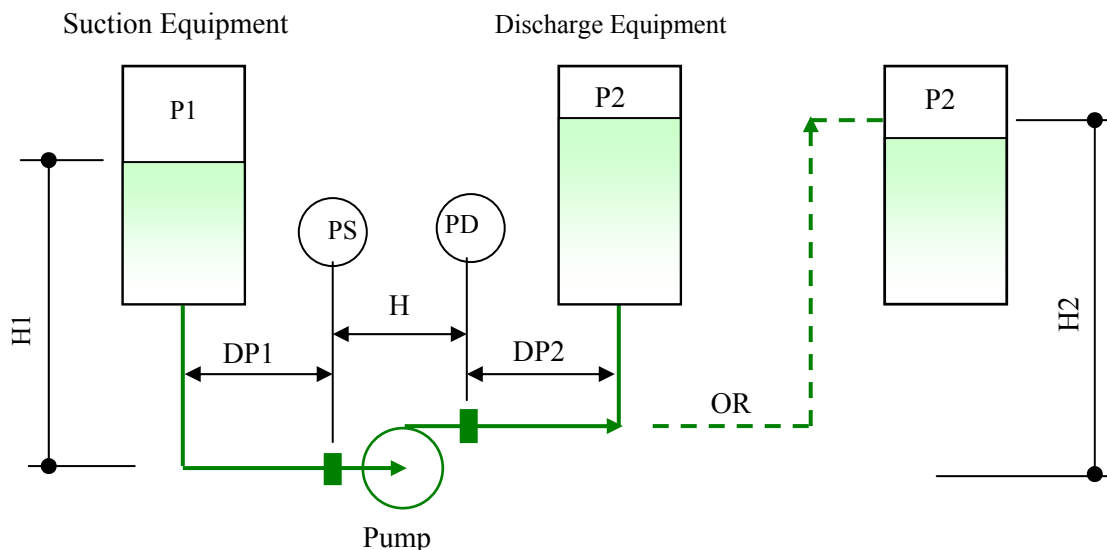 Suction Equipment
Discharge Equipment
P1
P2
P2
PS
PD
H1
H
H2
DP1
DP2
OR
Pump